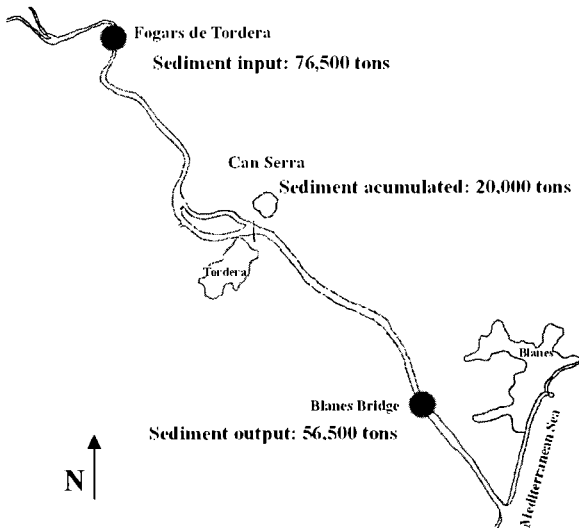 Fogars de Tordera
Sediment input: 76,500 tons
Can Serra
Sediment acumulated: 20,000 tons
Tordera
Blanes
Blanes Bridge
Sediment output: 56,500 tons
Mediterranean Sea
N